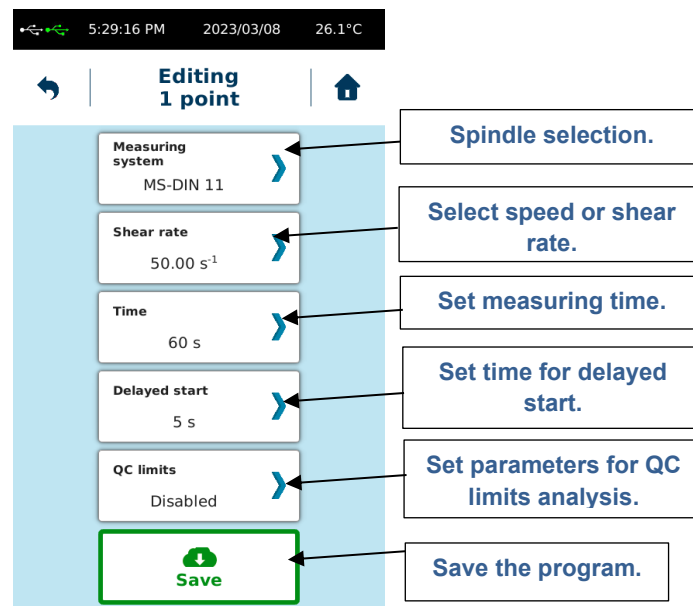 5:29:16 PM 2023/03/08 26.1°C
Editing
1 point
Measuring
system
MS-DIN 11
Spindle selection.
Shear rate
50.00 s⁻¹
Select speed or shear
rate.
Time
60 s
Set measuring time.
Delayed start
5 s
Set time for delayed
start.
QC limits
Disabled
Set parameters for QC
limits analysis.
Save
Save the program.